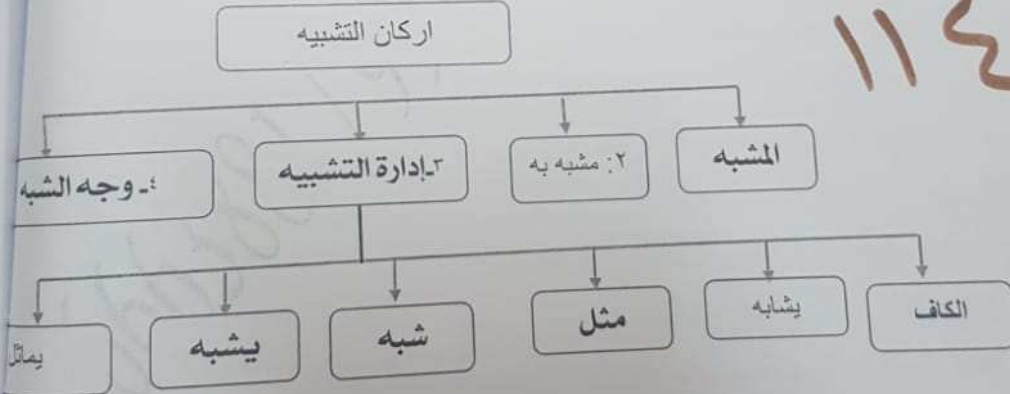 ١١٤
اركان التشبيه
المشبه
٢: مشبه به
٣-إدارة التشبيه
٤- وجه الشبه
الكاف
يشابه
مثل
شبه
يشبه
يماثل